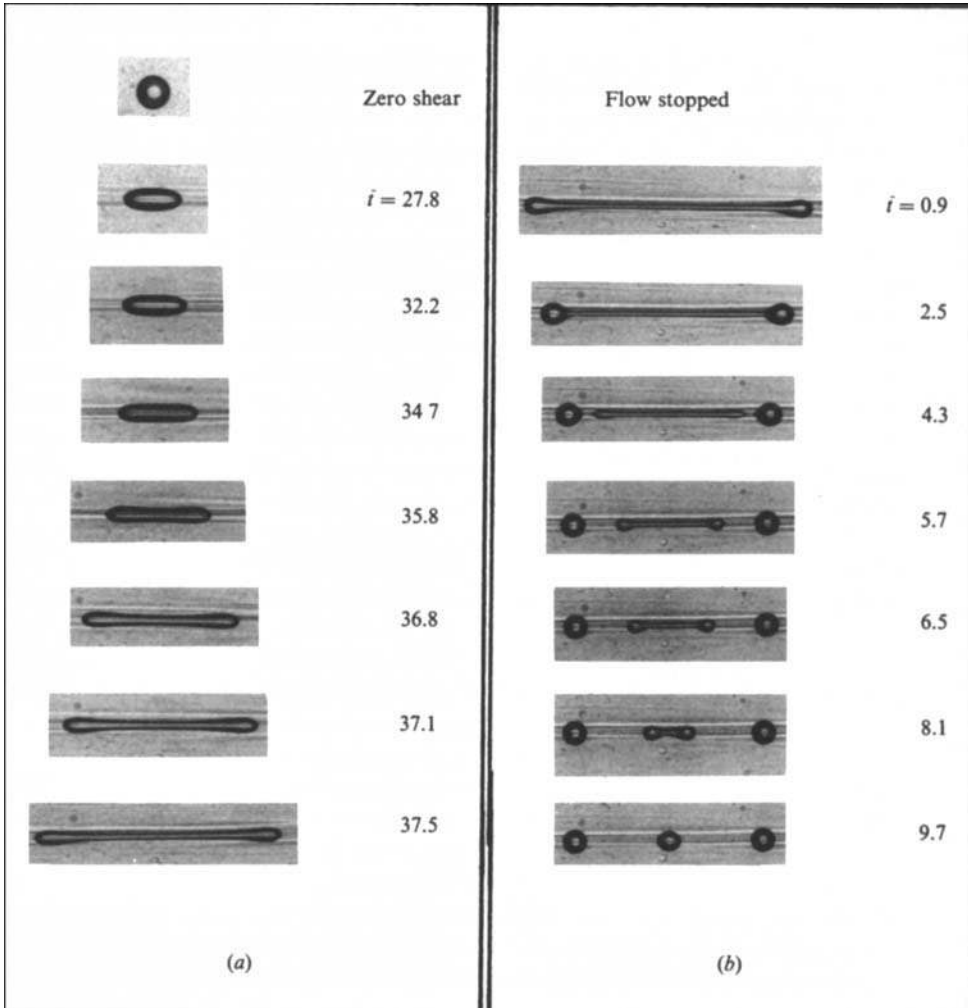 Zero shear
t̄ = 27.8
32.2
34 7
35.8
36.8
37.1
37.5
(a)
Flow stopped
t̄ = 0.9
2.5
4.3
5.7
6.5
8.1
9.7
(b)